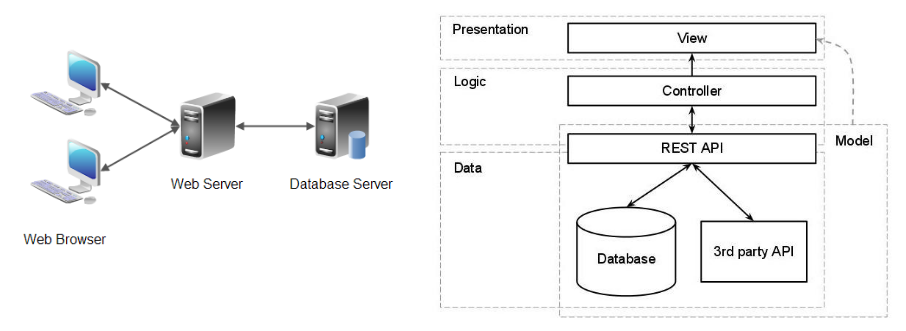 Web Server
Database Server
Web Browser
Presentation
View
Logic
Controller
Model
REST API
Data
Database
3rd party API